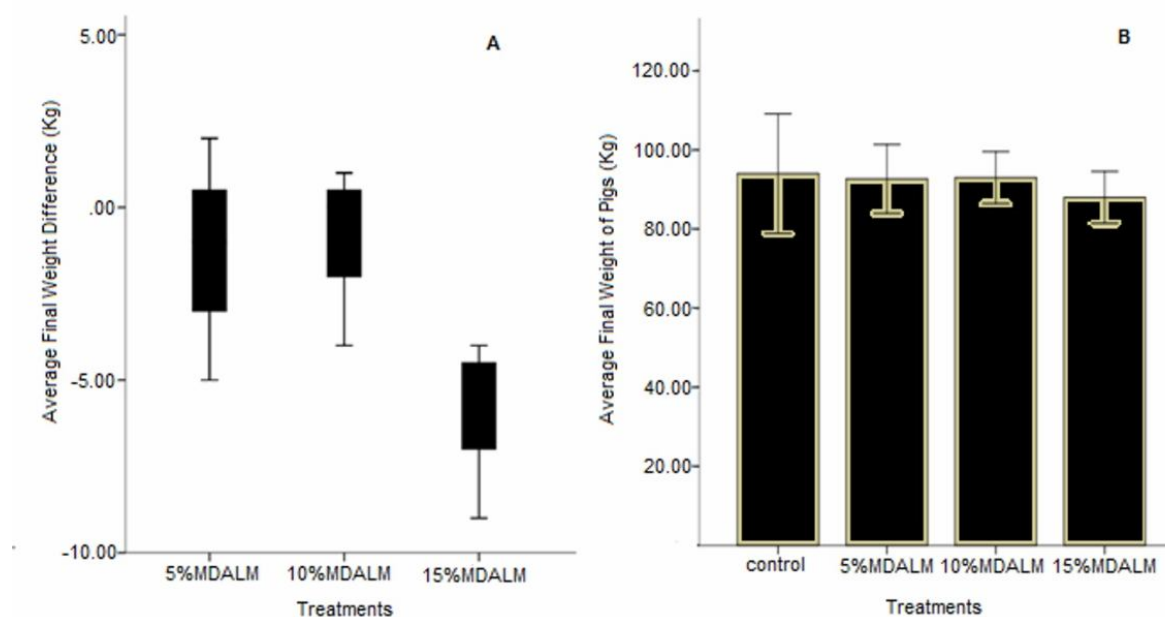 A
Average Final Weight Difference (Kg)
5.00
.00
-5.00
-10.00
5%MDALM 10%MDALM 15%MDALM
Treatments
B
Average Final Weight of Pigs (Kg)
120.00
100.00
80.00
60.00
40.00
20.00
control 5%MDALM 10%MDALM 15%MDALM
Treatments